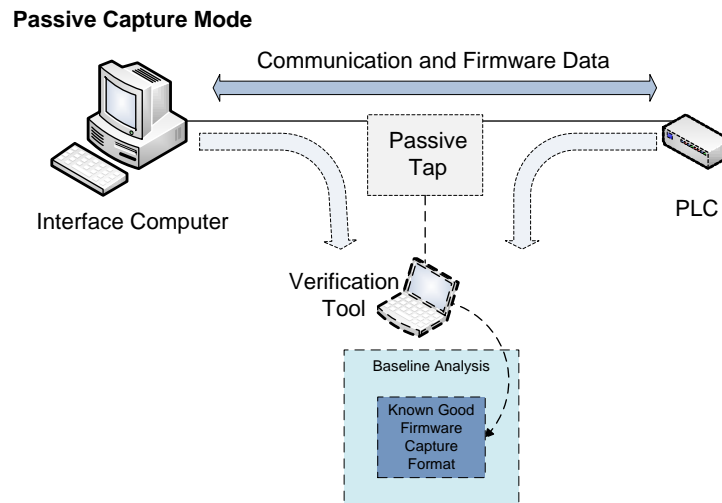 Passive Capture Mode
Communication and Firmware Data
Passive
Tap
Interface Computer
PLC
Verification
Tool
Baseline Analysis
Known Good
Firmware
Capture
Format